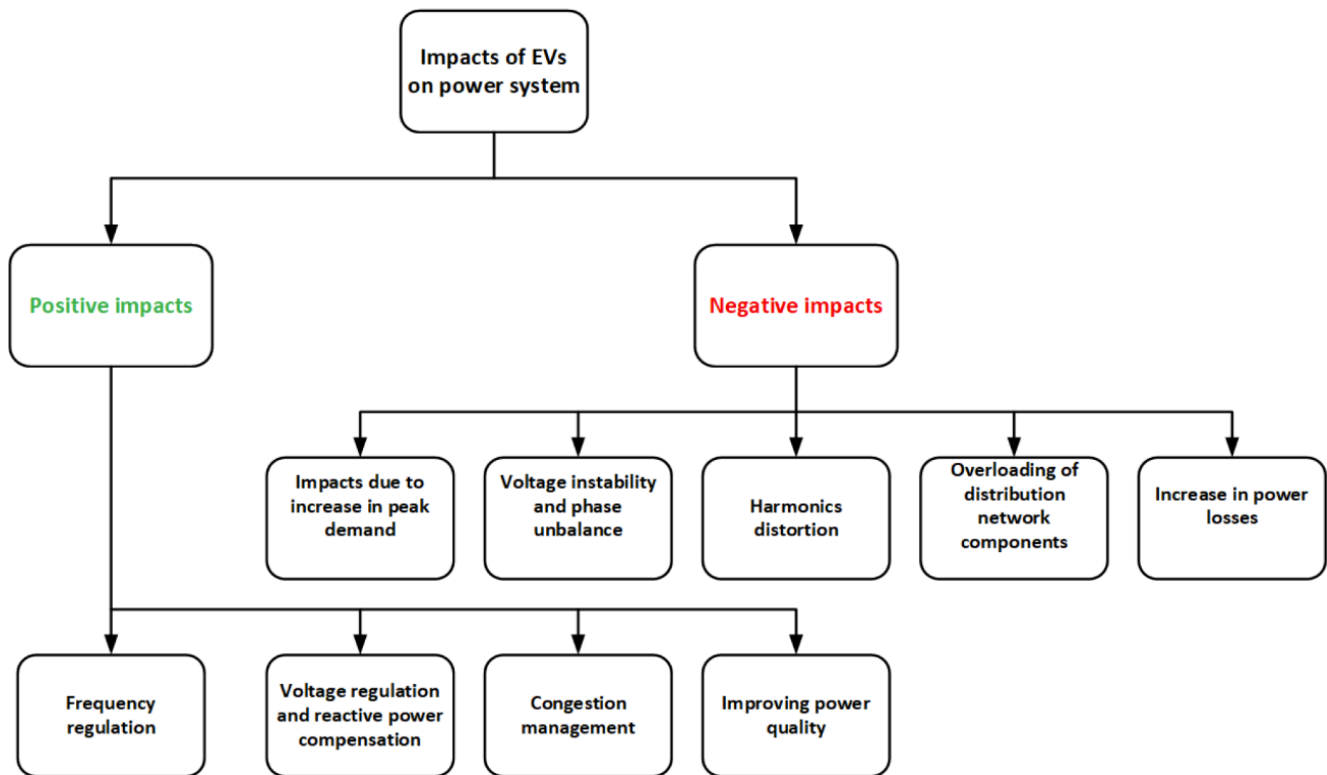 Impacts of EVs
on power system
Positive impacts
Negative impacts
Impacts due to
increase in peak
demand
Voltage instability
and phase
unbalance
Harmonics
distortion
Overloading of
distribution
network
components
Increase in power
losses
Frequency
regulation
Voltage regulation
and reactive power
compensation
Congestion
management
Improving power
quality